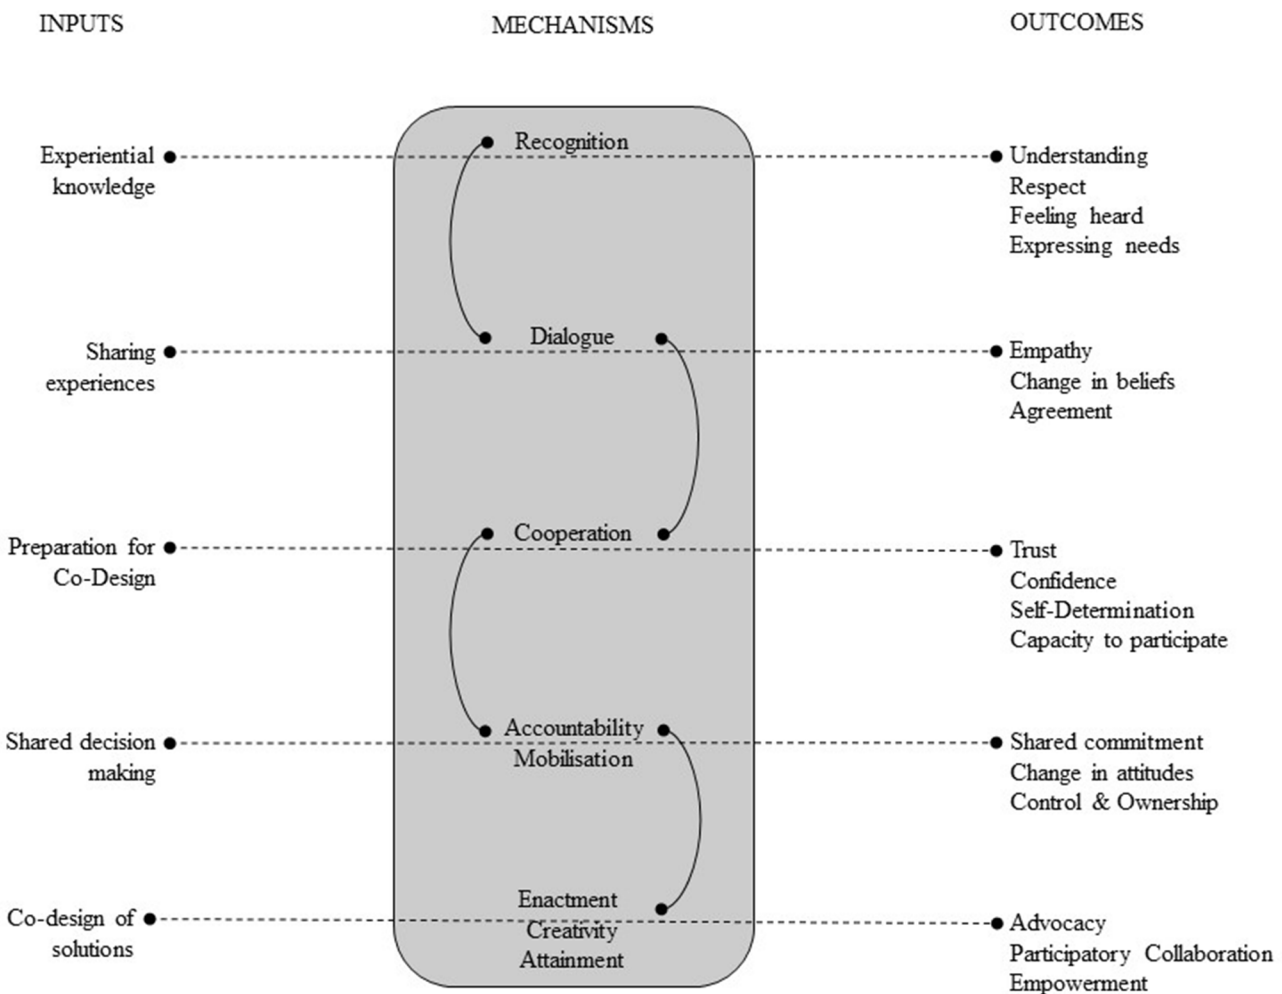 INPUTS
MECHANISMS
OUTCOMES
Experiential
knowledge
Recognition
Understanding
Respect
Feeling heard
Expressing needs
Sharing
experiences
Dialogue
Empathy
Change in beliefs
Agreement
Preparation for
Co-Design
Cooperation
Trust
Confidence
Self-Determination
Capacity to participate
Shared decision
making
Accountability
Mobilisation
Shared commitment
Change in attitudes
Control & Ownership
Co-design of
solutions
Enactment
Creativity
Attainment
Advocacy
Participatory Collaboration
Empowerment